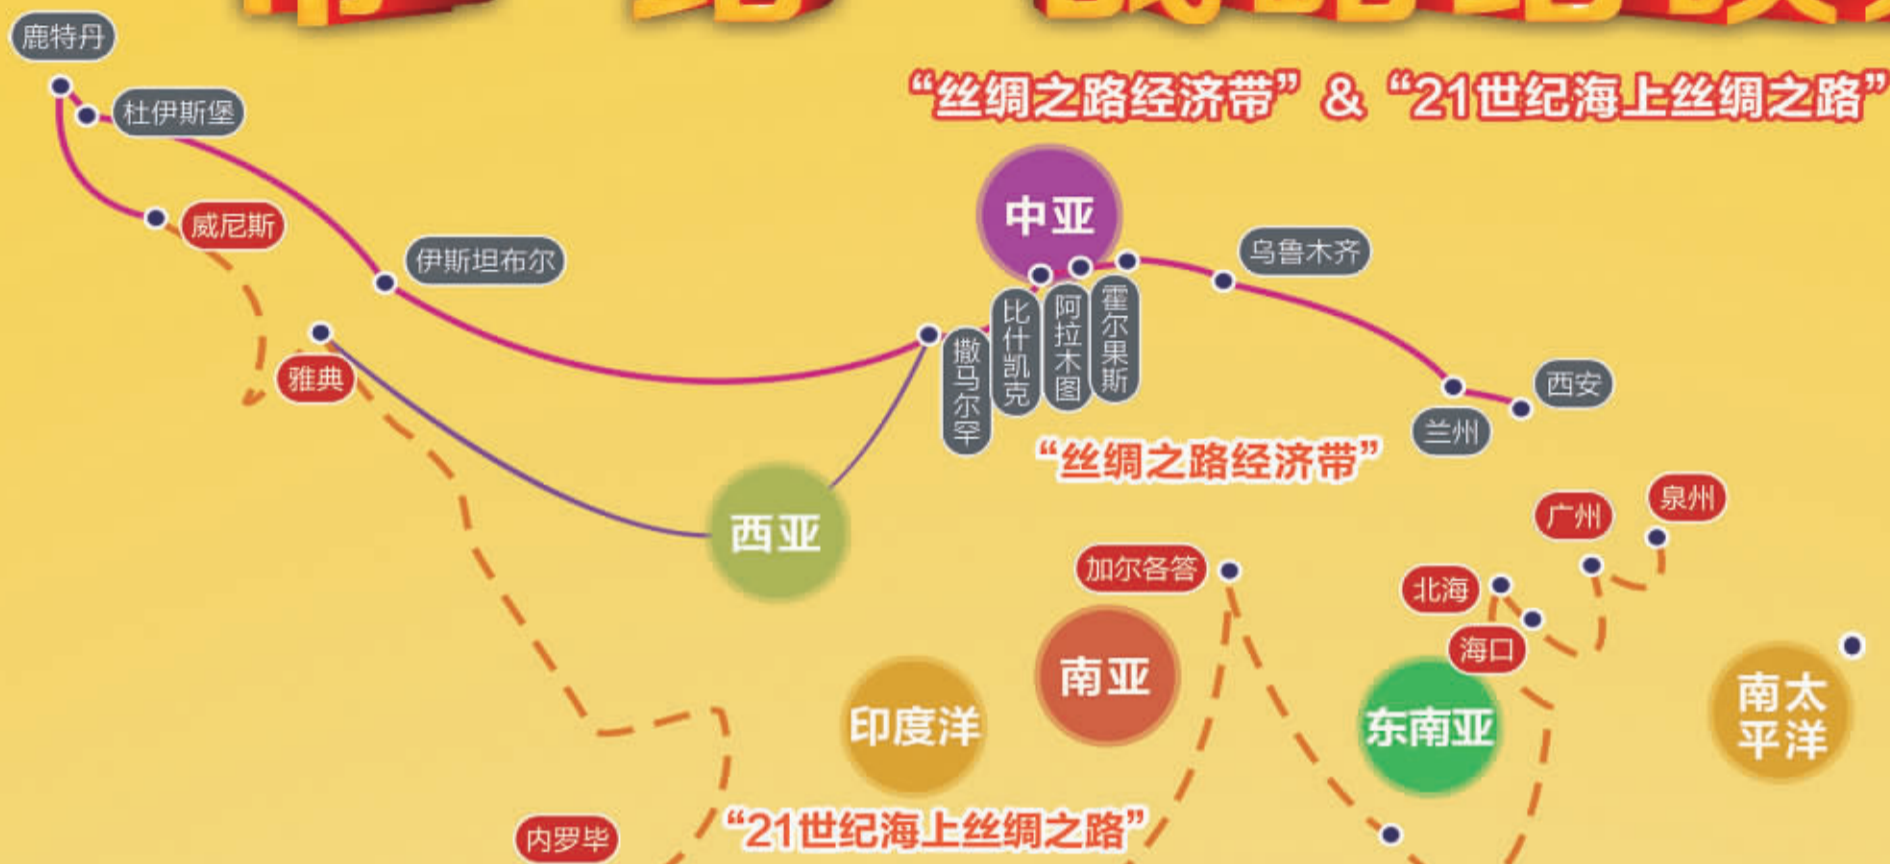 鹿特丹
“丝绸之路经济带” & “21世纪海上丝绸之路”
杜伊斯堡
威尼斯
中亚
伊斯坦布尔
乌鲁木齐
霍尔果斯
阿拉木图
比什凯克
撒马尔罕
雅典
西安
兰州
“丝绸之路经济带”
西亚
泉州
广州
加尔各答
北海
海口
南亚
印度洋
东南亚
南太
平洋
“21世纪海上丝绸之路”
内罗毕